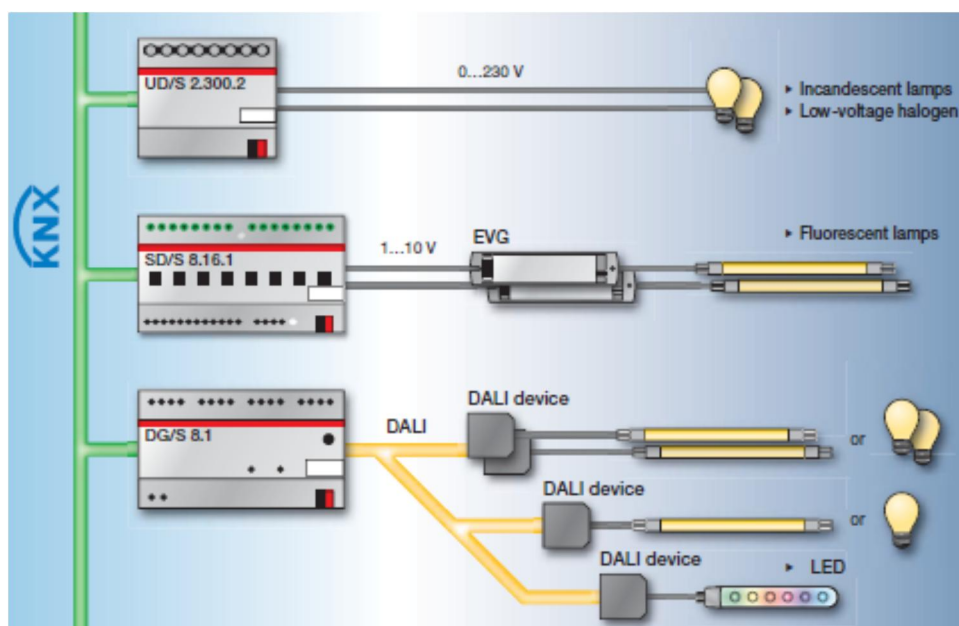 KNX
UD/S 2.300.2
0...230 V
▸ Incandescent lamps
▸ Low-voltage halogen
SD/S 8.16.1
1...10 V
EVG
▸ Fluorescent lamps
DG/S 8.1
DALI
DALI device
or
DALI device
or
DALI device
▸ LED